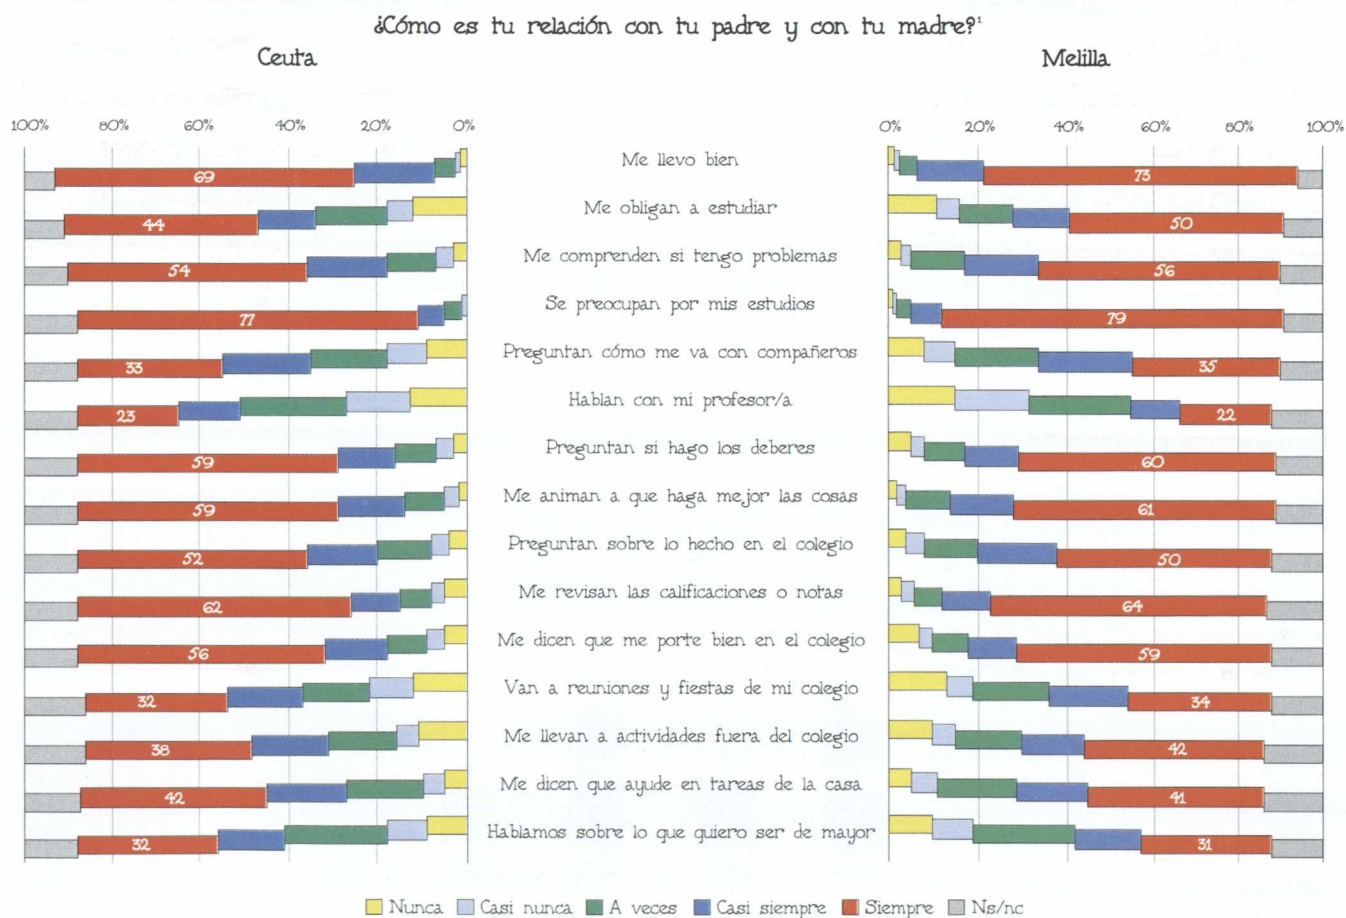 ¿Cómo es tu relación con tu padre y con tu madre?¹
Ceuta
Melilla
100% 80% 60% 40% 20% 0%
0% 20% 40% 60% 80% 100%
69 Me llevo bien 73
44 Me obligan a estudiar 50
54 Me comprenden si tengo problemas 56
77 Se preocupan por mis estudios 79
33 Preguntan cómo me va con compañeros 35
23 Hablan con mi profesor/a 22
59 Preguntan si hago los deberes 60
59 Me animan a que haga mejor las cosas 61
52 Preguntan sobre lo hecho en el colegio 50
62 Me revisan las calificaciones o notas 64
56 Me dicen que me porte bien en el colegio 59
32 Van a reuniones y fiestas de mi colegio 34
38 Me llevan a actividades fuera del colegio 42
42 Me dicen que ayude en tareas de la casa 41
32 Hablamos sobre lo que quiero ser de mayor 31
Nunca Casi nunca A veces Casi siempre Siempre Ns/nc